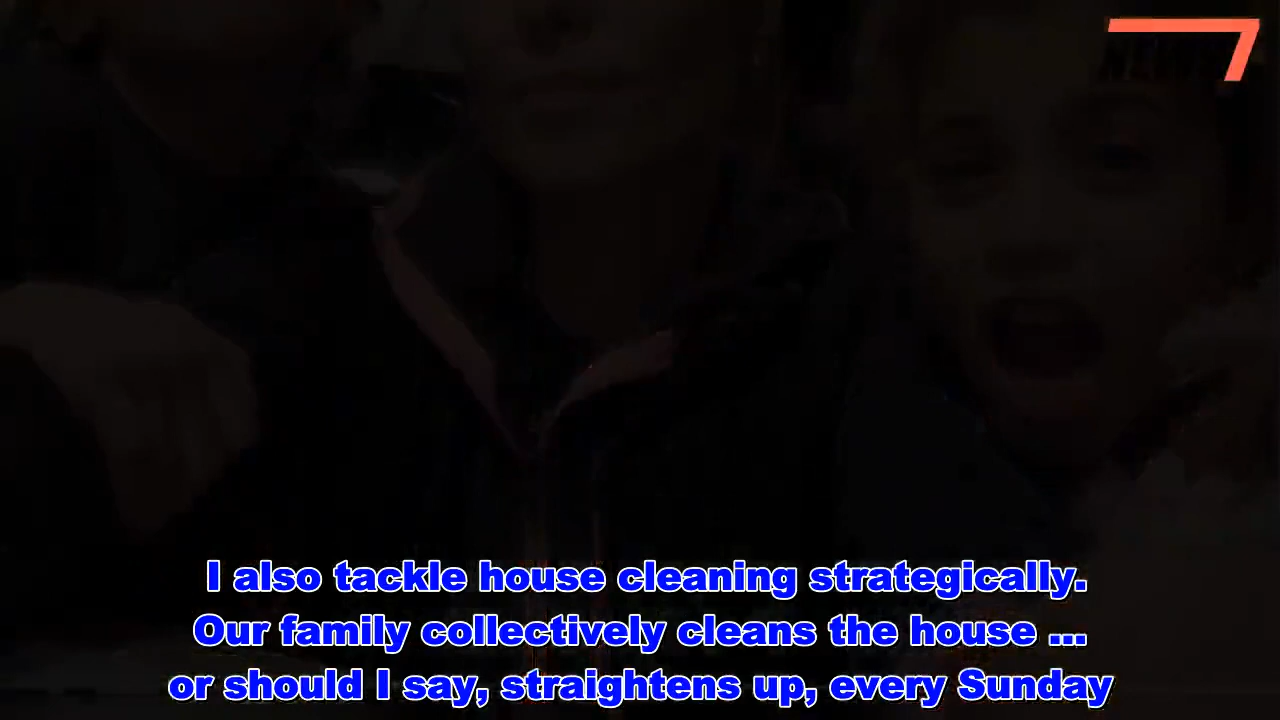 I also tackle house cleaning strategically.
Our family collectively cleans the house ...
or should I say, straightens up, every Sunday